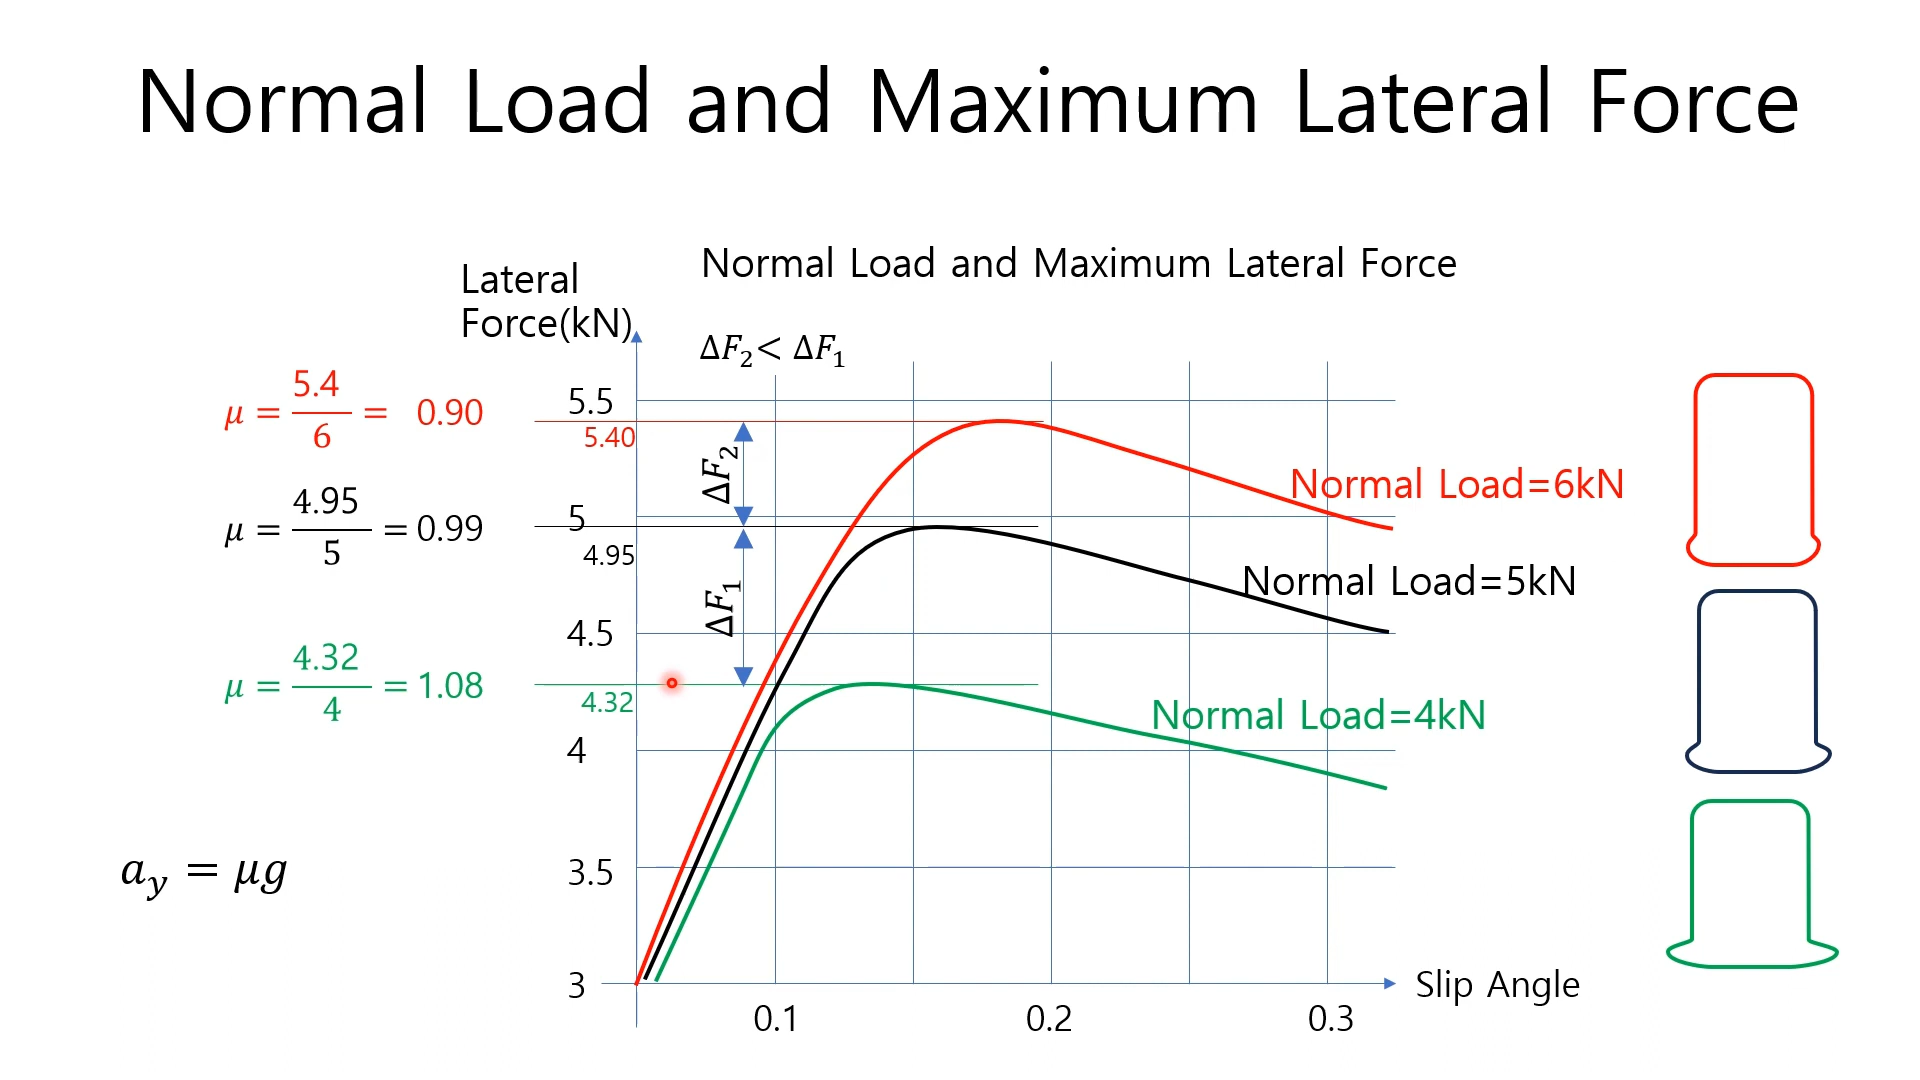 Normal Load and Maximum Lateral Force
Normal Load and Maximum Lateral Force
Lateral
Force(kN)
ΔF₂< ΔF₁
μ = 5.4/6 = 0.90
μ = 4.95/5 = 0.99
μ = 4.32/4 = 1.08
a_y = μg
5.5
5.40
5
4.95
4.5
4.32
4
3.5
3
ΔF₂
ΔF₁
Normal Load=6kN
Normal Load=5kN
Normal Load=4kN
Slip Angle
0.1 0.2 0.3